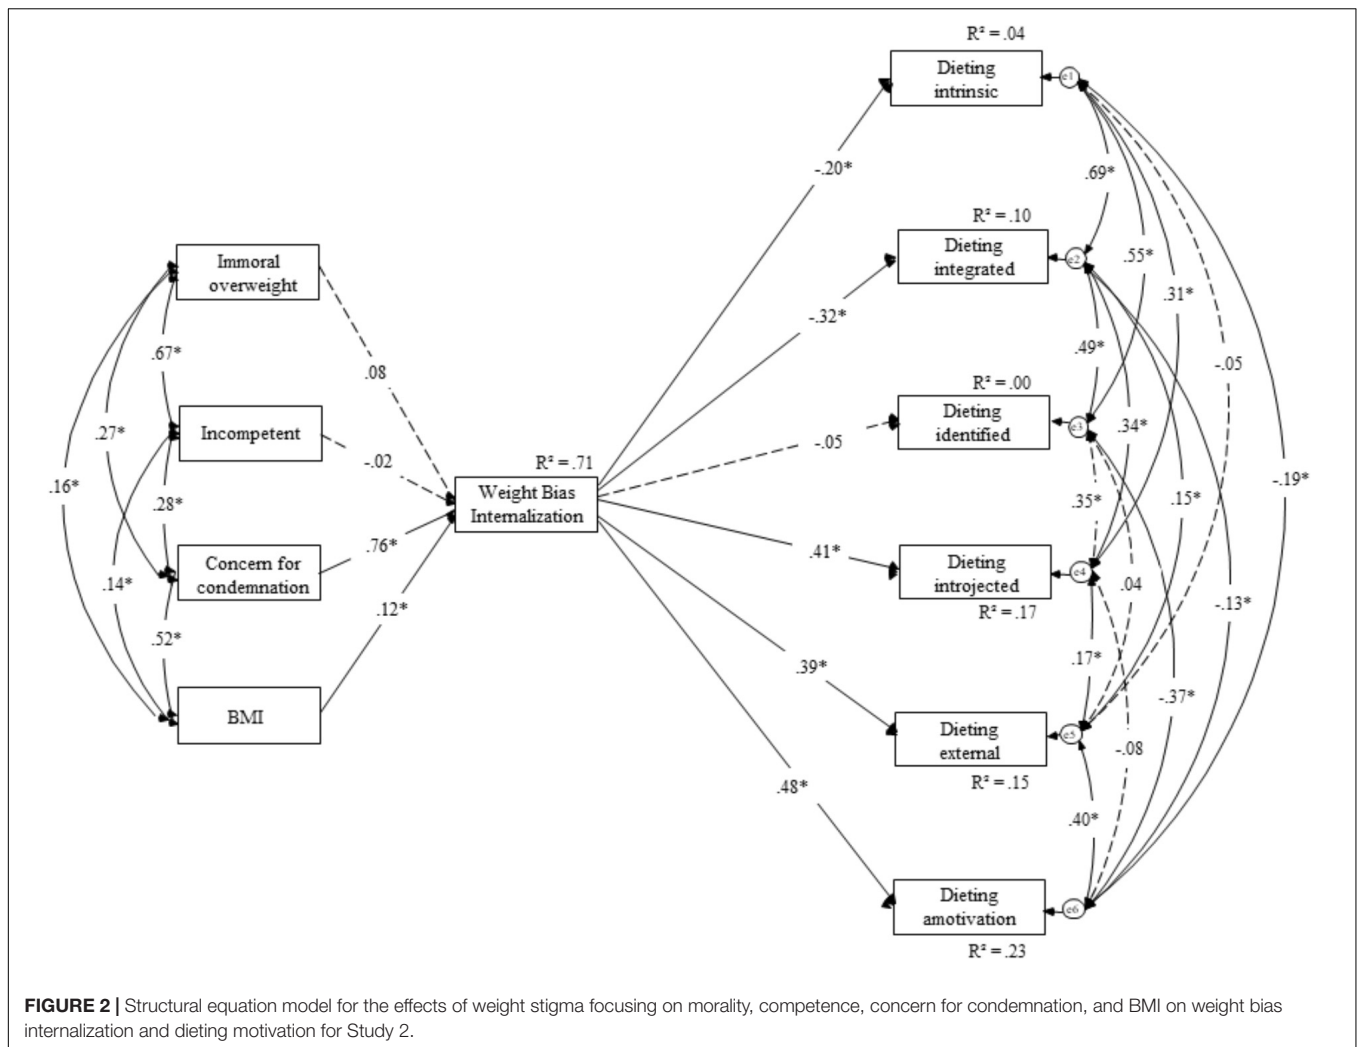 R² = .04
Dieting
intrinsic
e1
-.20*
.69*
R² = .10
Dieting
integrated
e2
.55*
.31*
Immoral
overweight
-.32*
.49*
-.05
.67*
.08
R² = .00
Dieting
identified
e3
.34*
.27*
Incompetent
-.02
-.05
R² = .71
Weight Bias
Internalization
.16*
.28*
.35*
.15*
-.19*
Concern for
condemnation
.76*
.41*
Dieting
introjected
e4
R² = .17
.14*
.12*
.04
-.13*
.52*
.17*
.39*
-.37*
BMI
Dieting
external
e5
R² = .15
-.08
.48*
.40*
Dieting
amotivation
e6
R² = .23
FIGURE 2 | Structural equation model for the effects of weight stigma focusing on morality, competence, concern for condemnation, and BMI on weight bias
internalization and dieting motivation for Study 2.